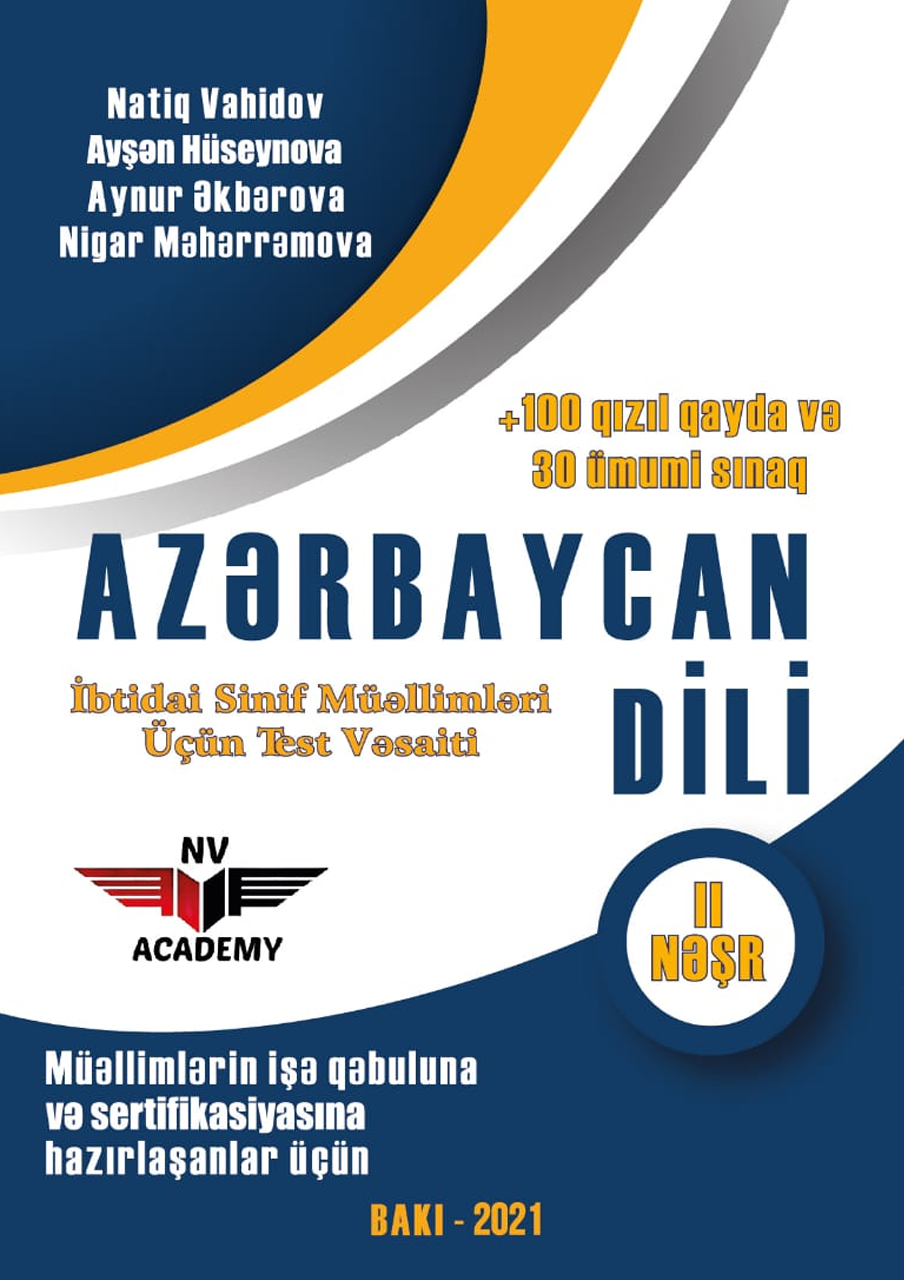 Natiq Vahidov
Ayşən Hüseynova
Aynur Əkbərova
Nigar Məhərrəmova
+100 qızıl qayda və
30 ümumi sınaq
AZƏRBAYCAN
DİLİ
İbtidai Sinif Müəllimləri
Üçün Test Vəsaiti
NV
ACADEMY
II
NƏŞR
Müəllimlərin işə qəbuluna
və sertifikasiyasına
hazırlaşanlar üçün
BAKI - 2021